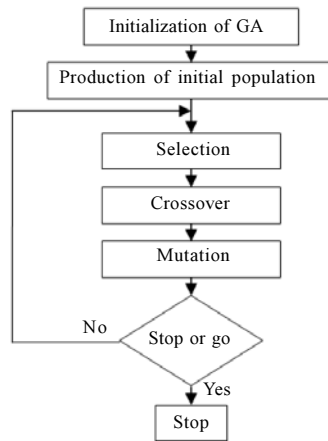 Initialization of GA
Production of initial population
Selection
Crossover
Mutation
No
Stop or go
Yes
Stop